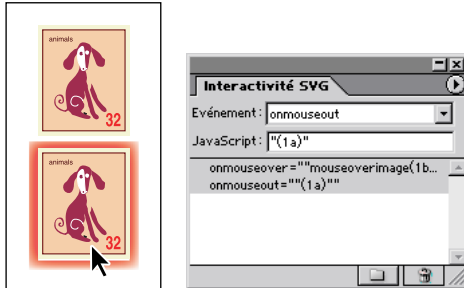 animals
32
animals
32
Interactivité SVG
Evénement: onmouseout
JavaScript: "(1a)"
onmouseover=""mouseoverimage(1b...
onmouseout=""(1a)""